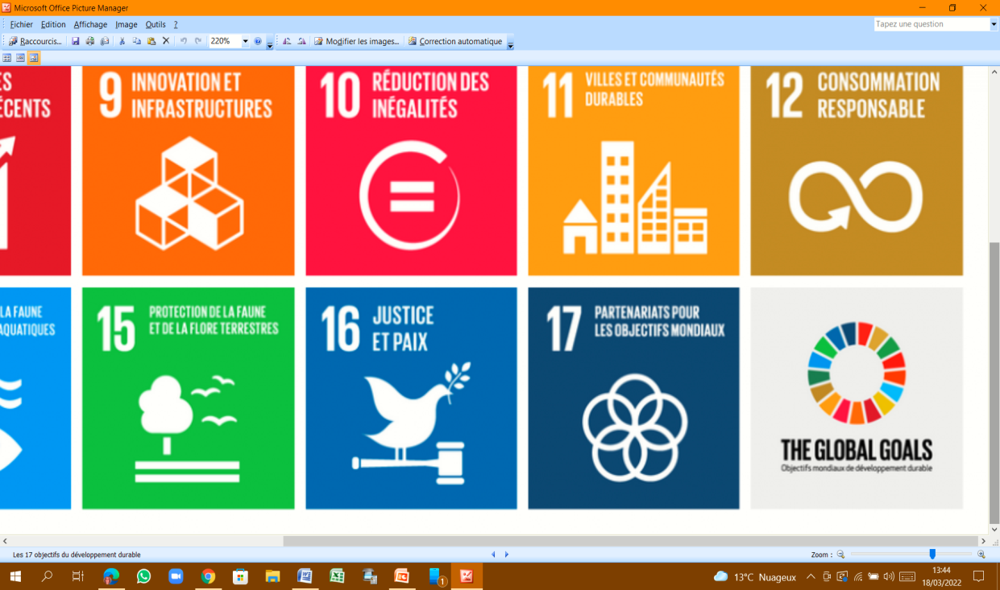 Microsoft Office Picture Manager
Fichier Edition Affichage Image Outils ?
Tapez une question
Raccourcis... 220% Modifier les images... Correction automatique
ES
ÉCENTS
9 INNOVATION ET
INFRASTRUCTURES
10 RÉDUCTION DES
INÉGALITÉS
11 VILLES ET COMMUNAUTÉS
DURABLES
12 CONSOMMATION
RESPONSABLE
LA FAUNE
AQUATIQUES
15 PROTECTION DE LA FAUNE
ET DE LA FLORE TERRESTRES
16 JUSTICE
ET PAIX
17 PARTENARIATS POUR
LES OBJECTIFS MONDIAUX
THE GLOBAL GOALS
Objectifs mondiaux de développement durable
Les 17 objectifs du développement durable
Zoom :
1
13°C Nuageux
13:44
18/03/2022